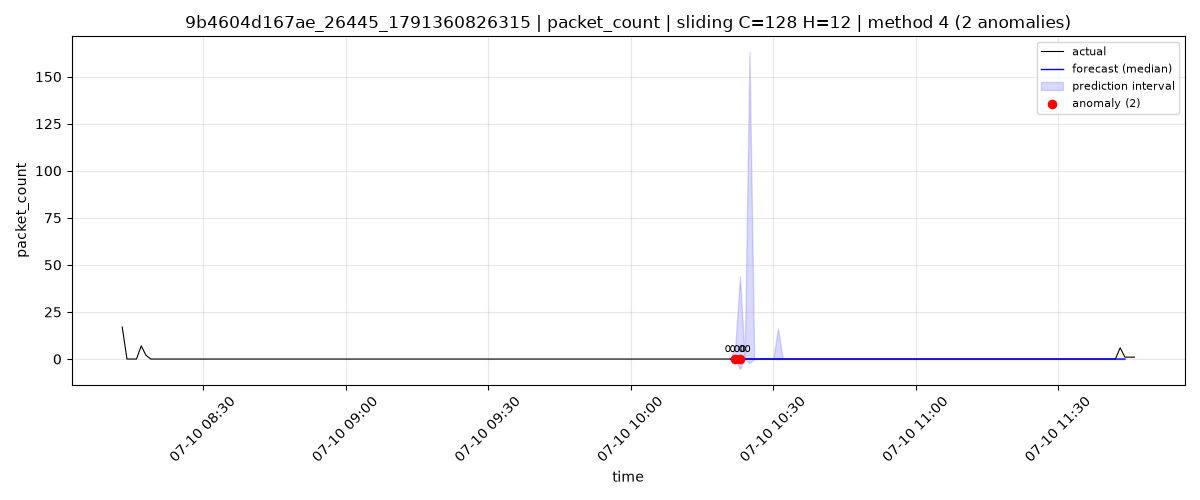 9b4604d167ae_26445_1791360826315 | packet_count | sliding C=128 H=12 | method 4 (2 anomalies)
actual
forecast (median)
prediction interval
anomaly (2)
packet_count
150
125
100
75
50
25
0
07-10 08:30
07-10 09:00
07-10 09:30
07-10 10:00
07-10 10:30
07-10 11:00
07-10 11:30
time